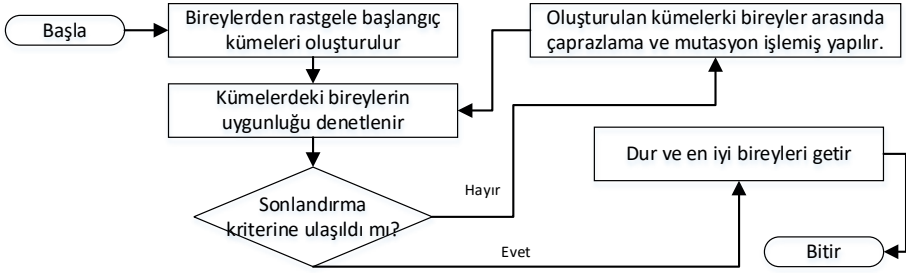 Başla
Bireylerden rastgele başlangıç
kümeleri oluşturulur
Oluşturulan kümelerki bireyler arasında
çaprazlama ve mutasyon işlemiş yapılır.
Kümelerdeki bireylerin
uygunluğu denetlenir
Sonlandırma
kriterine ulaşıldı mı?
Hayır
Evet
Dur ve en iyi bireyleri getir
Bitir